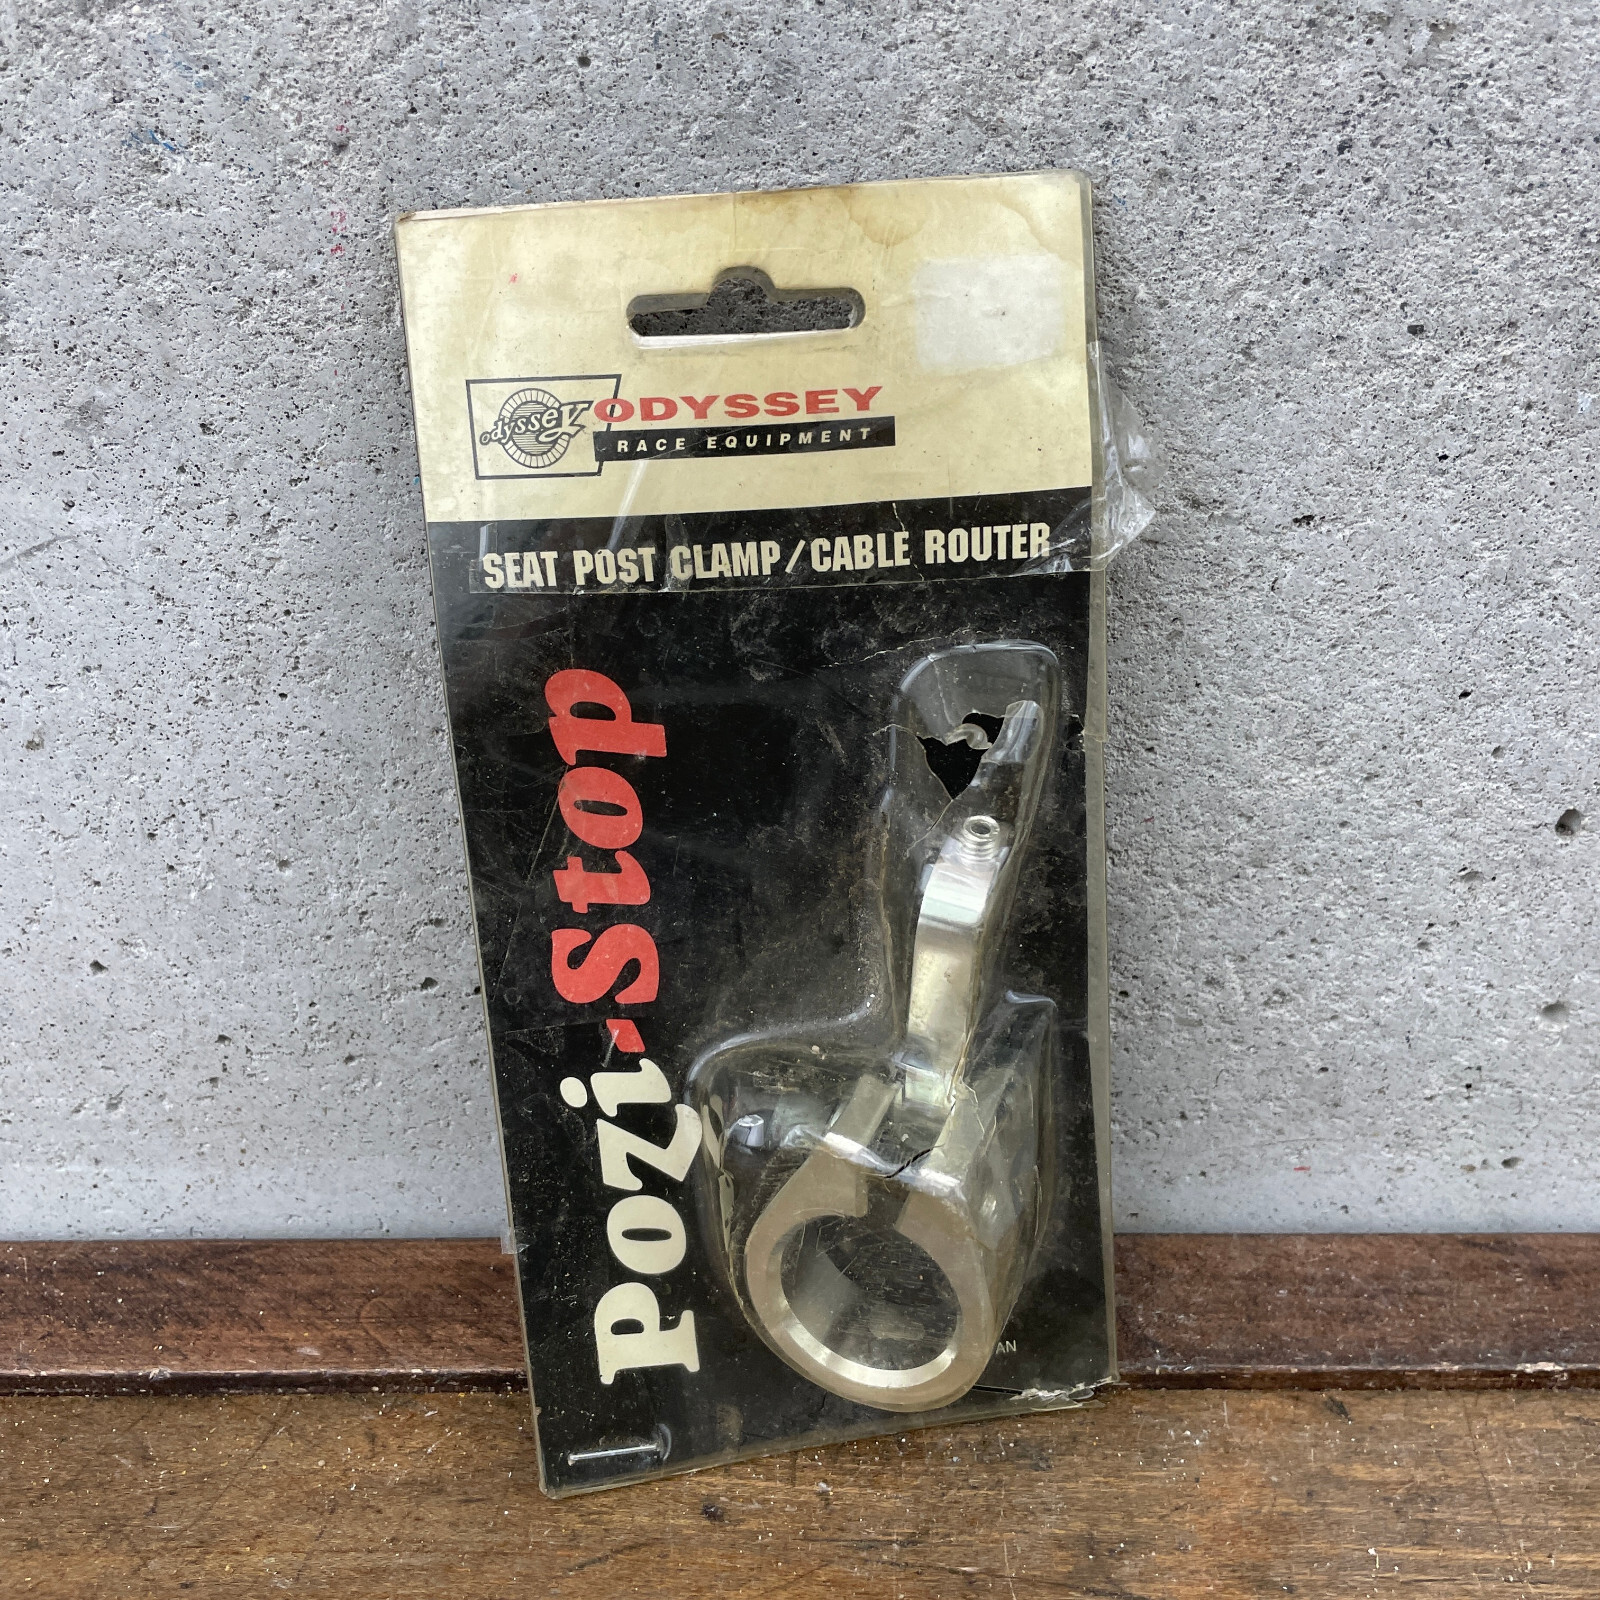 odyssey
ODYSSEY
RACE EQUIPMENT
SEAT POST CLAMP/CABLE ROUTER
Pozi-Stop